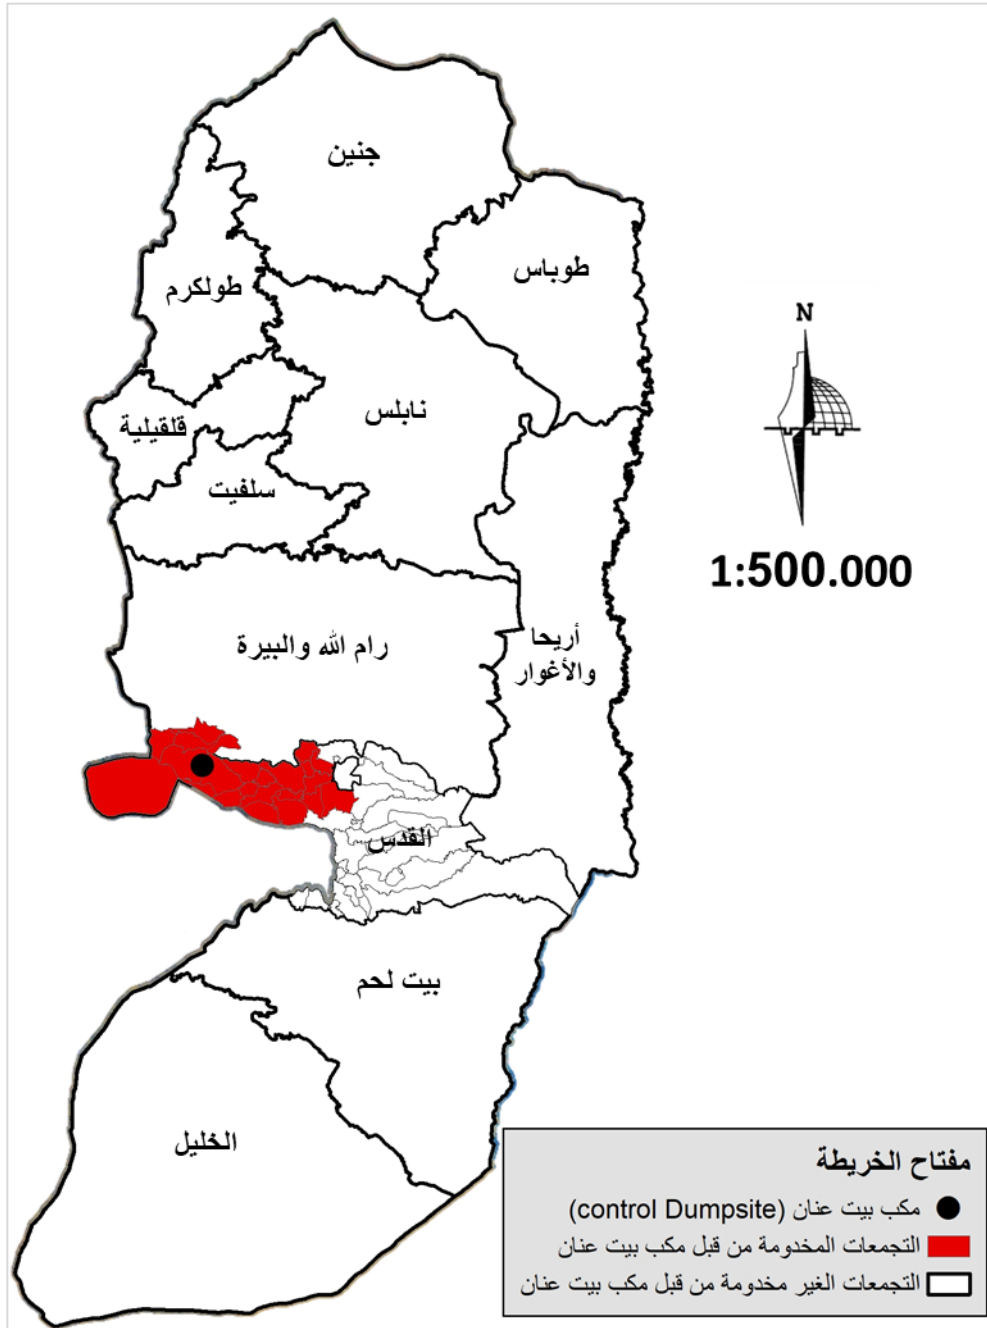 جنين
طوباس
طولكرم
N
نابلس
قلقيلية
سلفيت
1:500.000
رام الله والبيرة
أريحا
والأغوار
القدس
بيت لحم
الخليل
مفتاح الخريطة
مكب بيت عنان (control Dumpsite)
التجمعات المخدومة من قبل مكب بيت عنان
التجمعات الغير مخدومة من قبل مكب بيت عنان